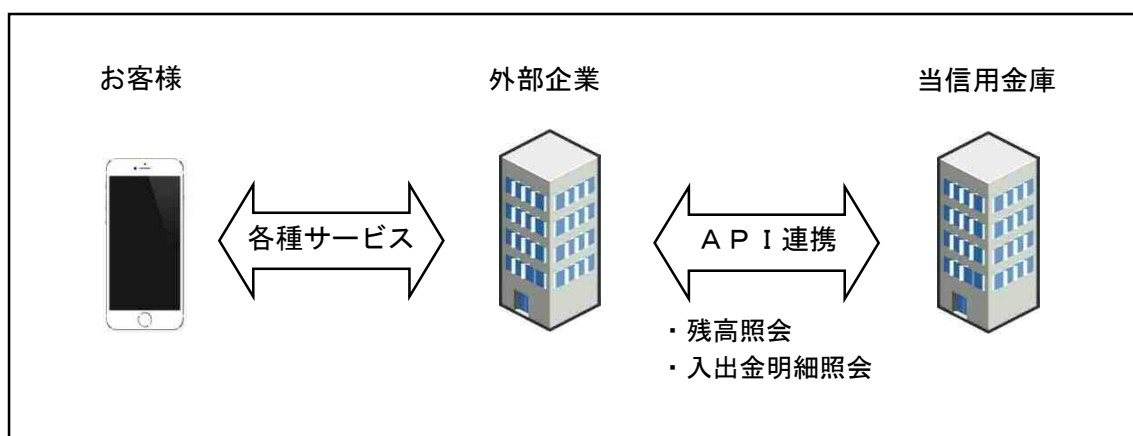 お客様
外部企業
当信用金庫
各種サービス
ＡＰＩ連携
・残高照会
・入出金明細照会